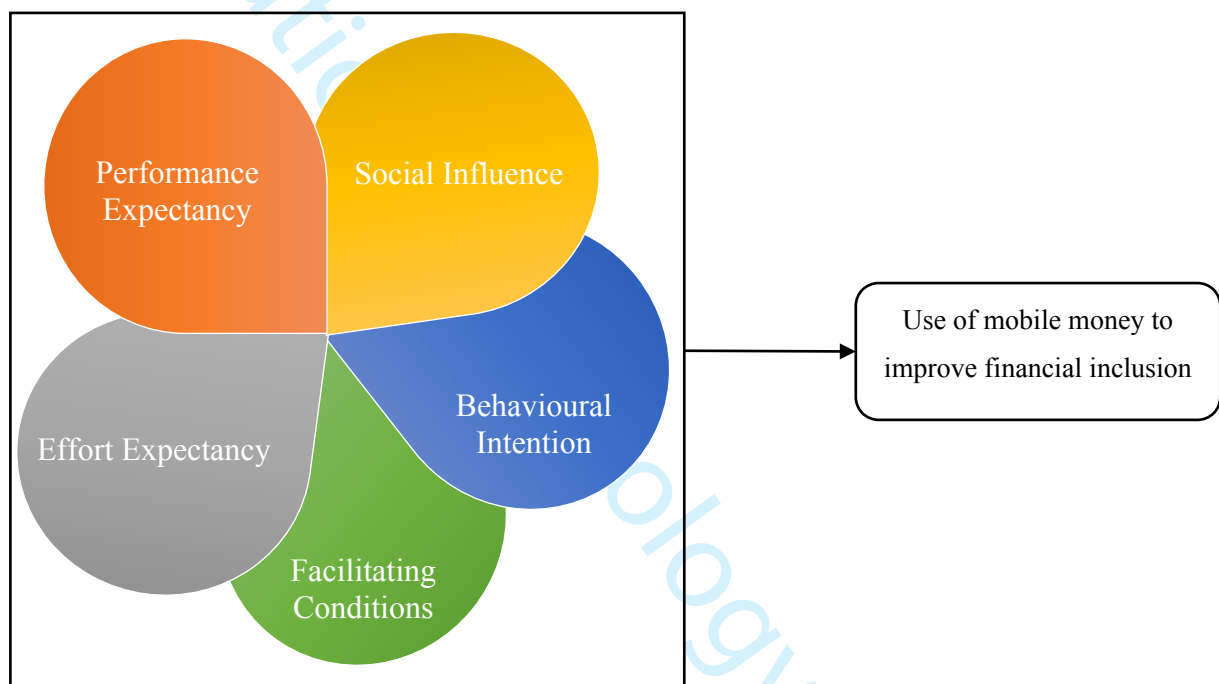 Performance
Expectancy
Social Influence
Behavioural
Intention
Effort Expectancy
Facilitating
Conditions
Use of mobile money to
improve financial inclusion